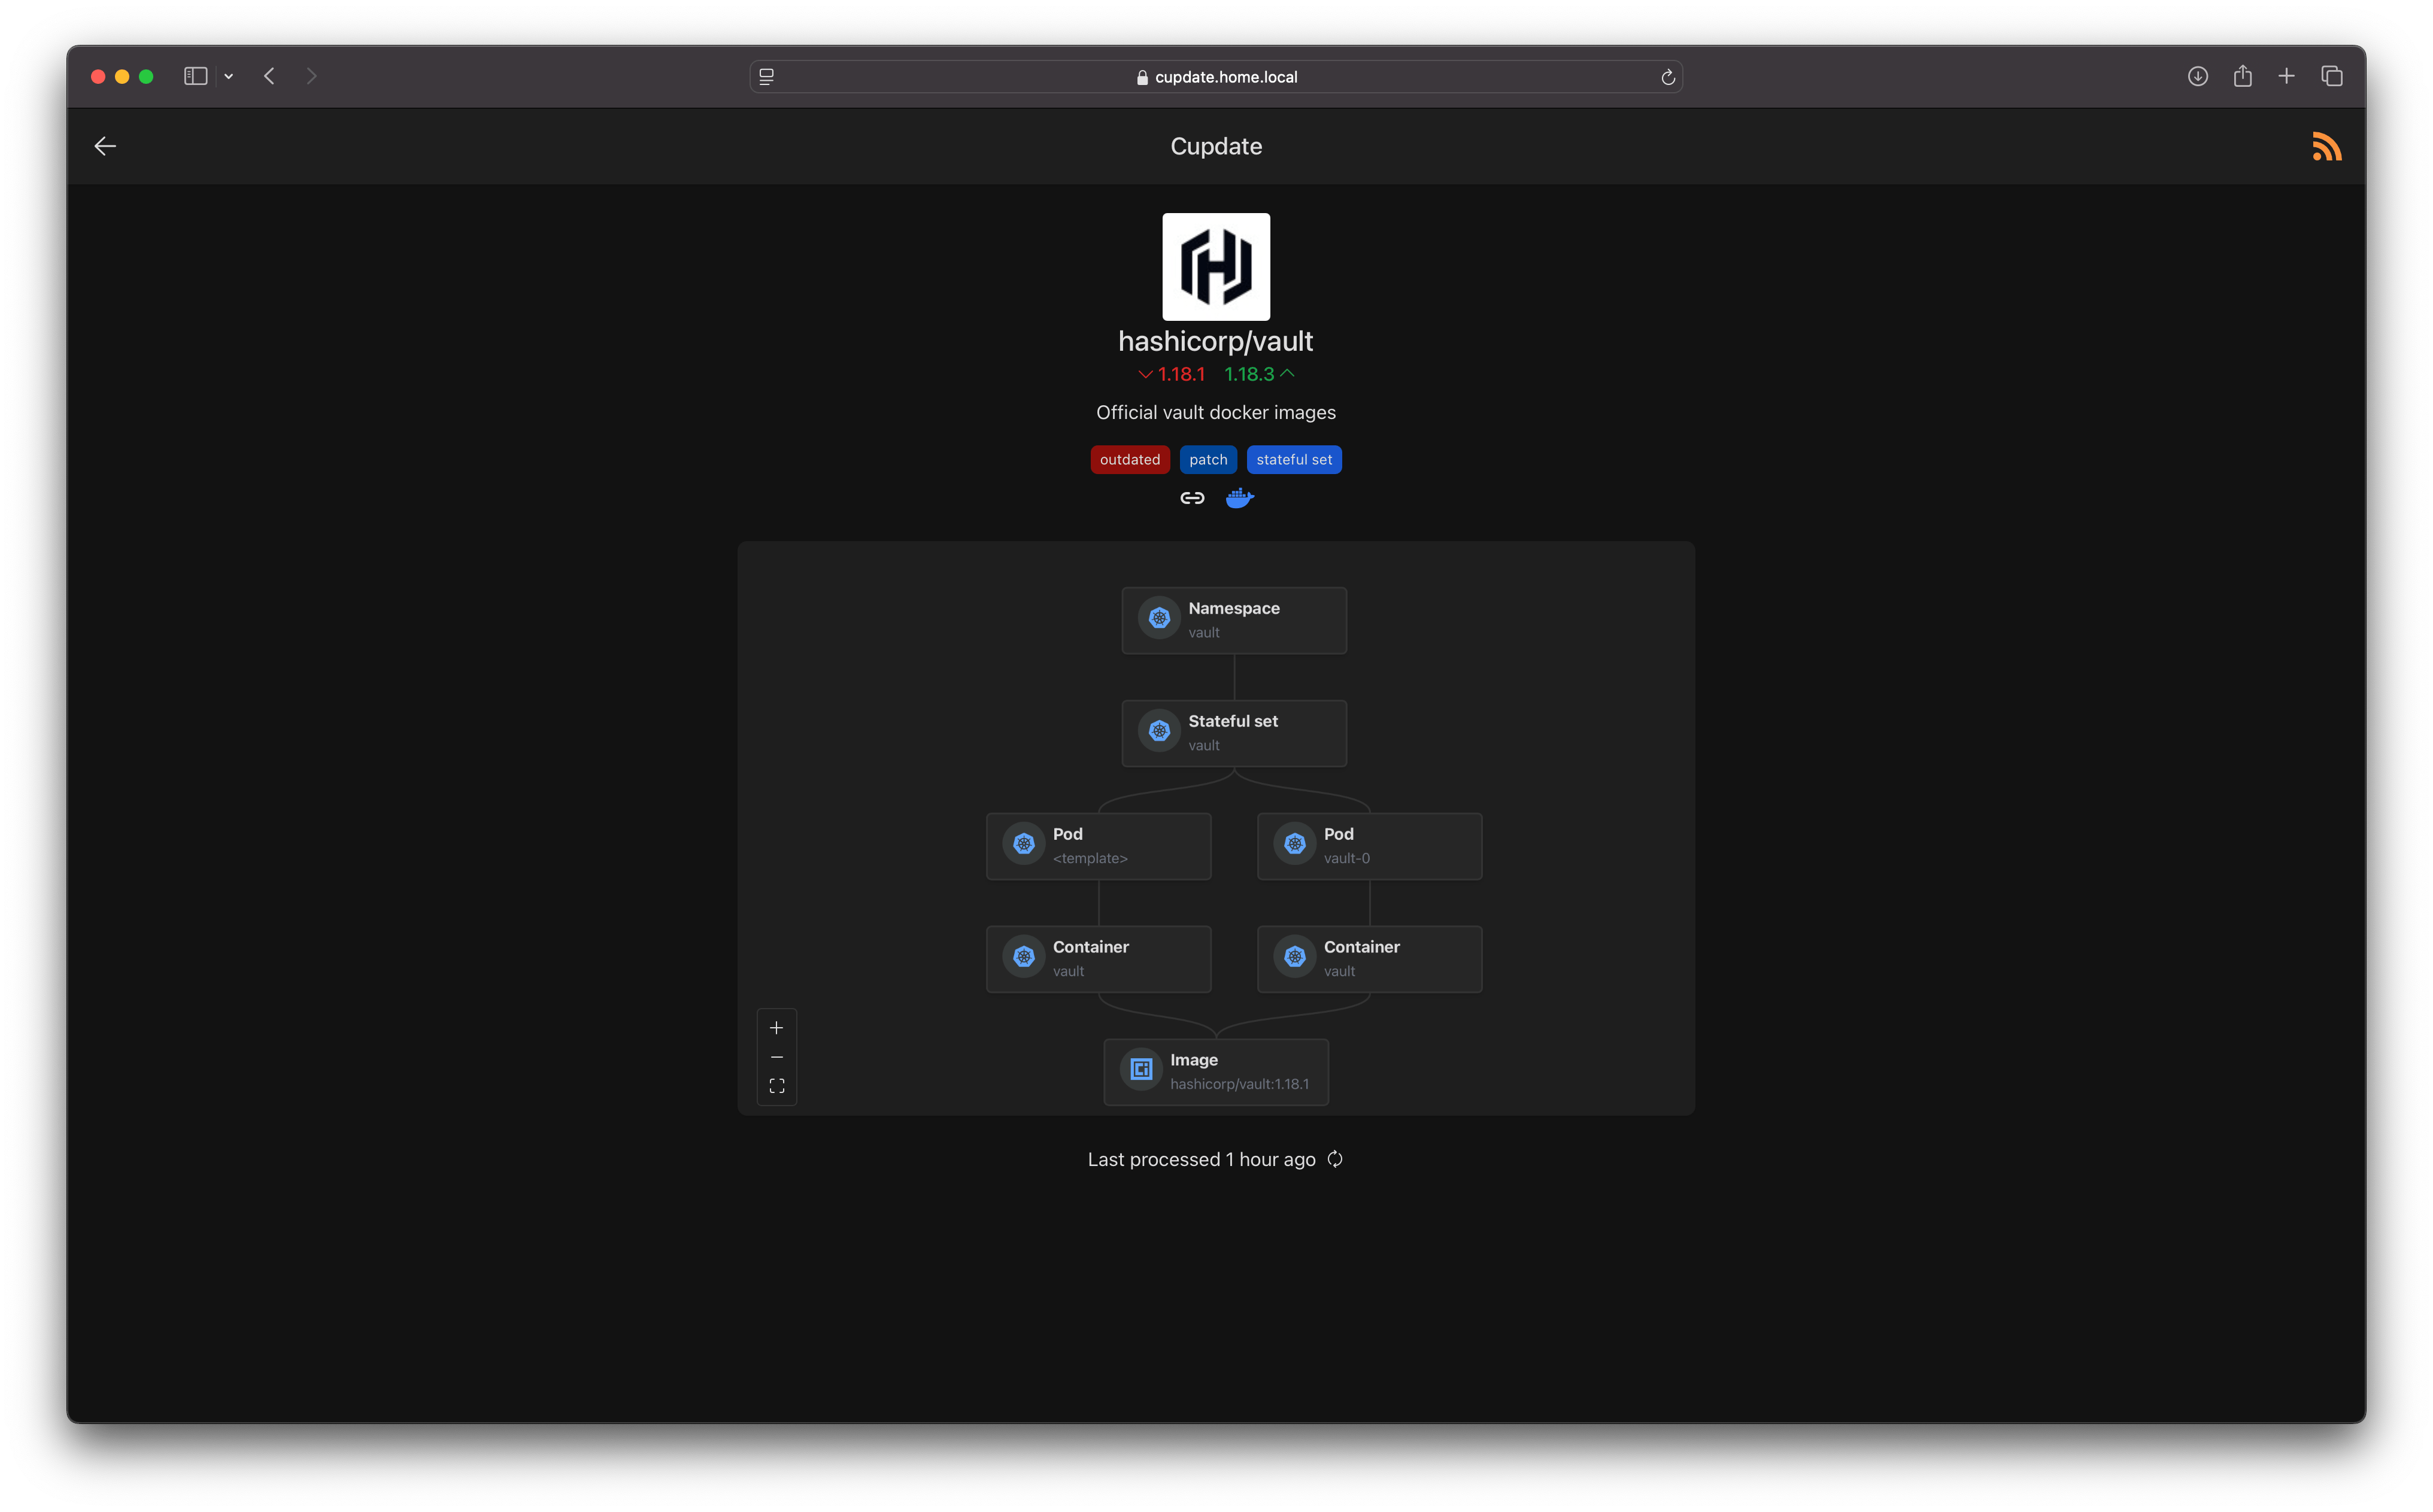 cupdate.home.local
Cupdate
hashicorp/vault
1.18.1 1.18.3
Official vault docker images
outdated patch stateful set
Namespace
vault
Stateful set
vault
Pod
<template>
Pod
vault-0
Container
vault
Container
vault
Image
hashicorp/vault:1.18.1
Last processed 1 hour ago